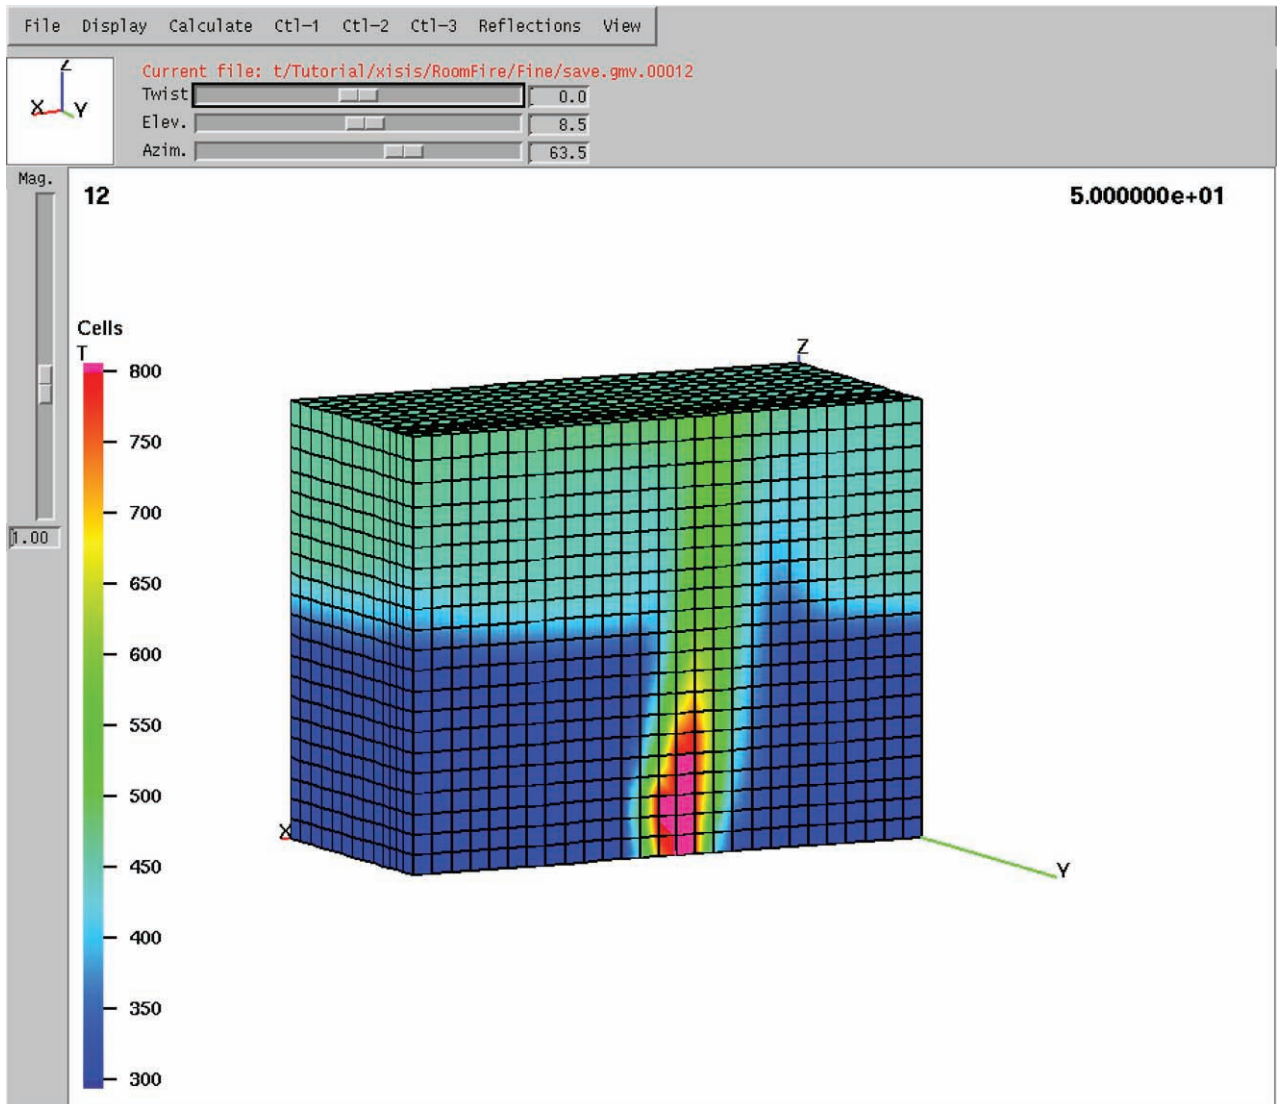 File Display Calculate Ctl-1 Ctl-2 Ctl-3 Reflections View
Z
X
Y
Current file: t/Tutorial/xisis/RoomFire/Fine/save.gmv.00012
Twist 0.0
Elev. 8.5
Azim. 63.5
Mag.
1.00
12
5.000000e+01
Cells
T
800
750
700
650
600
550
500
450
400
350
300
Z
X
Y